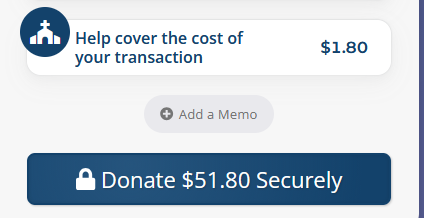 Help cover the cost of
your transaction
$1.80
Add a Memo
Donate $51.80 Securely